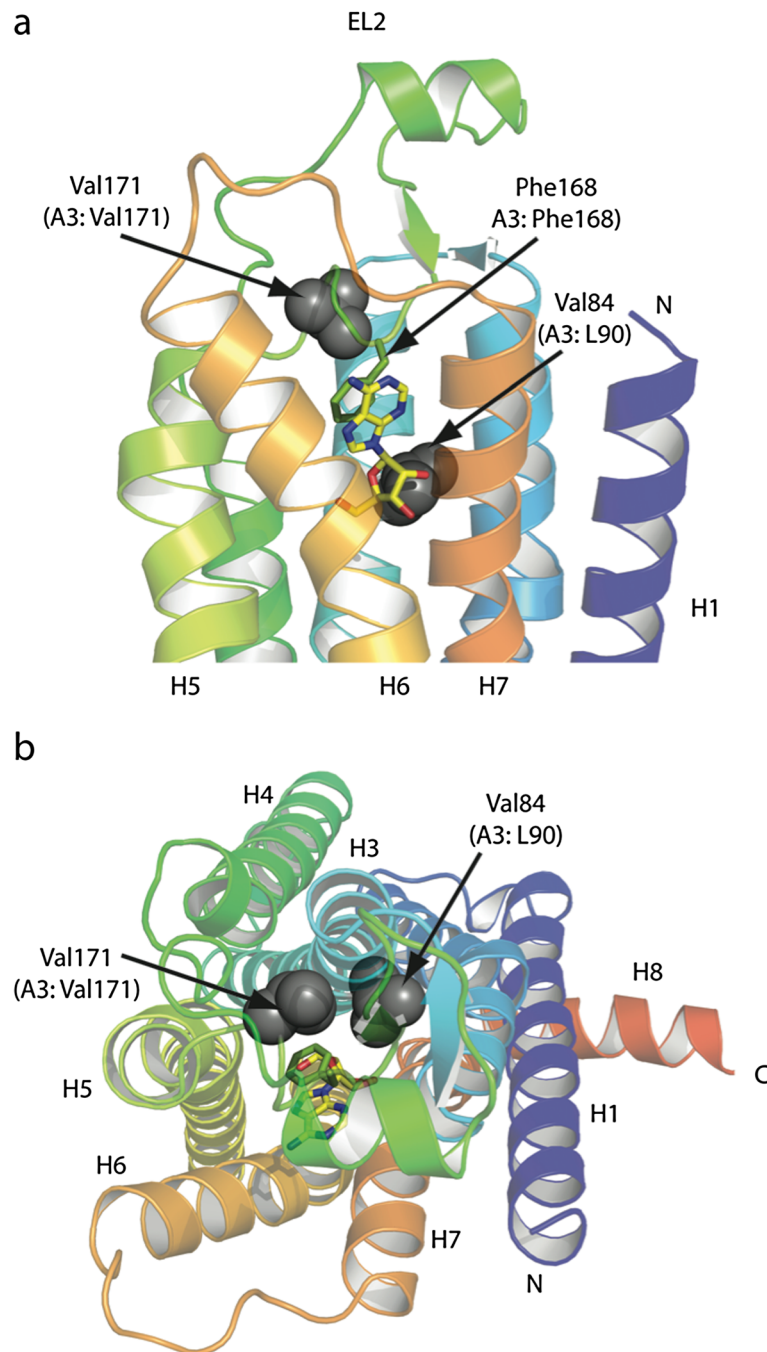 a
EL2
Val171
(A3: Val171)
Phe168
A3: Phe168)
Val84
(A3: L90)
N
H1
H5
H6
H7
b
H4
Val84
(A3: L90)
H3
Val171
(A3: Val171)
H8
C
H5
H1
H6
H7
N